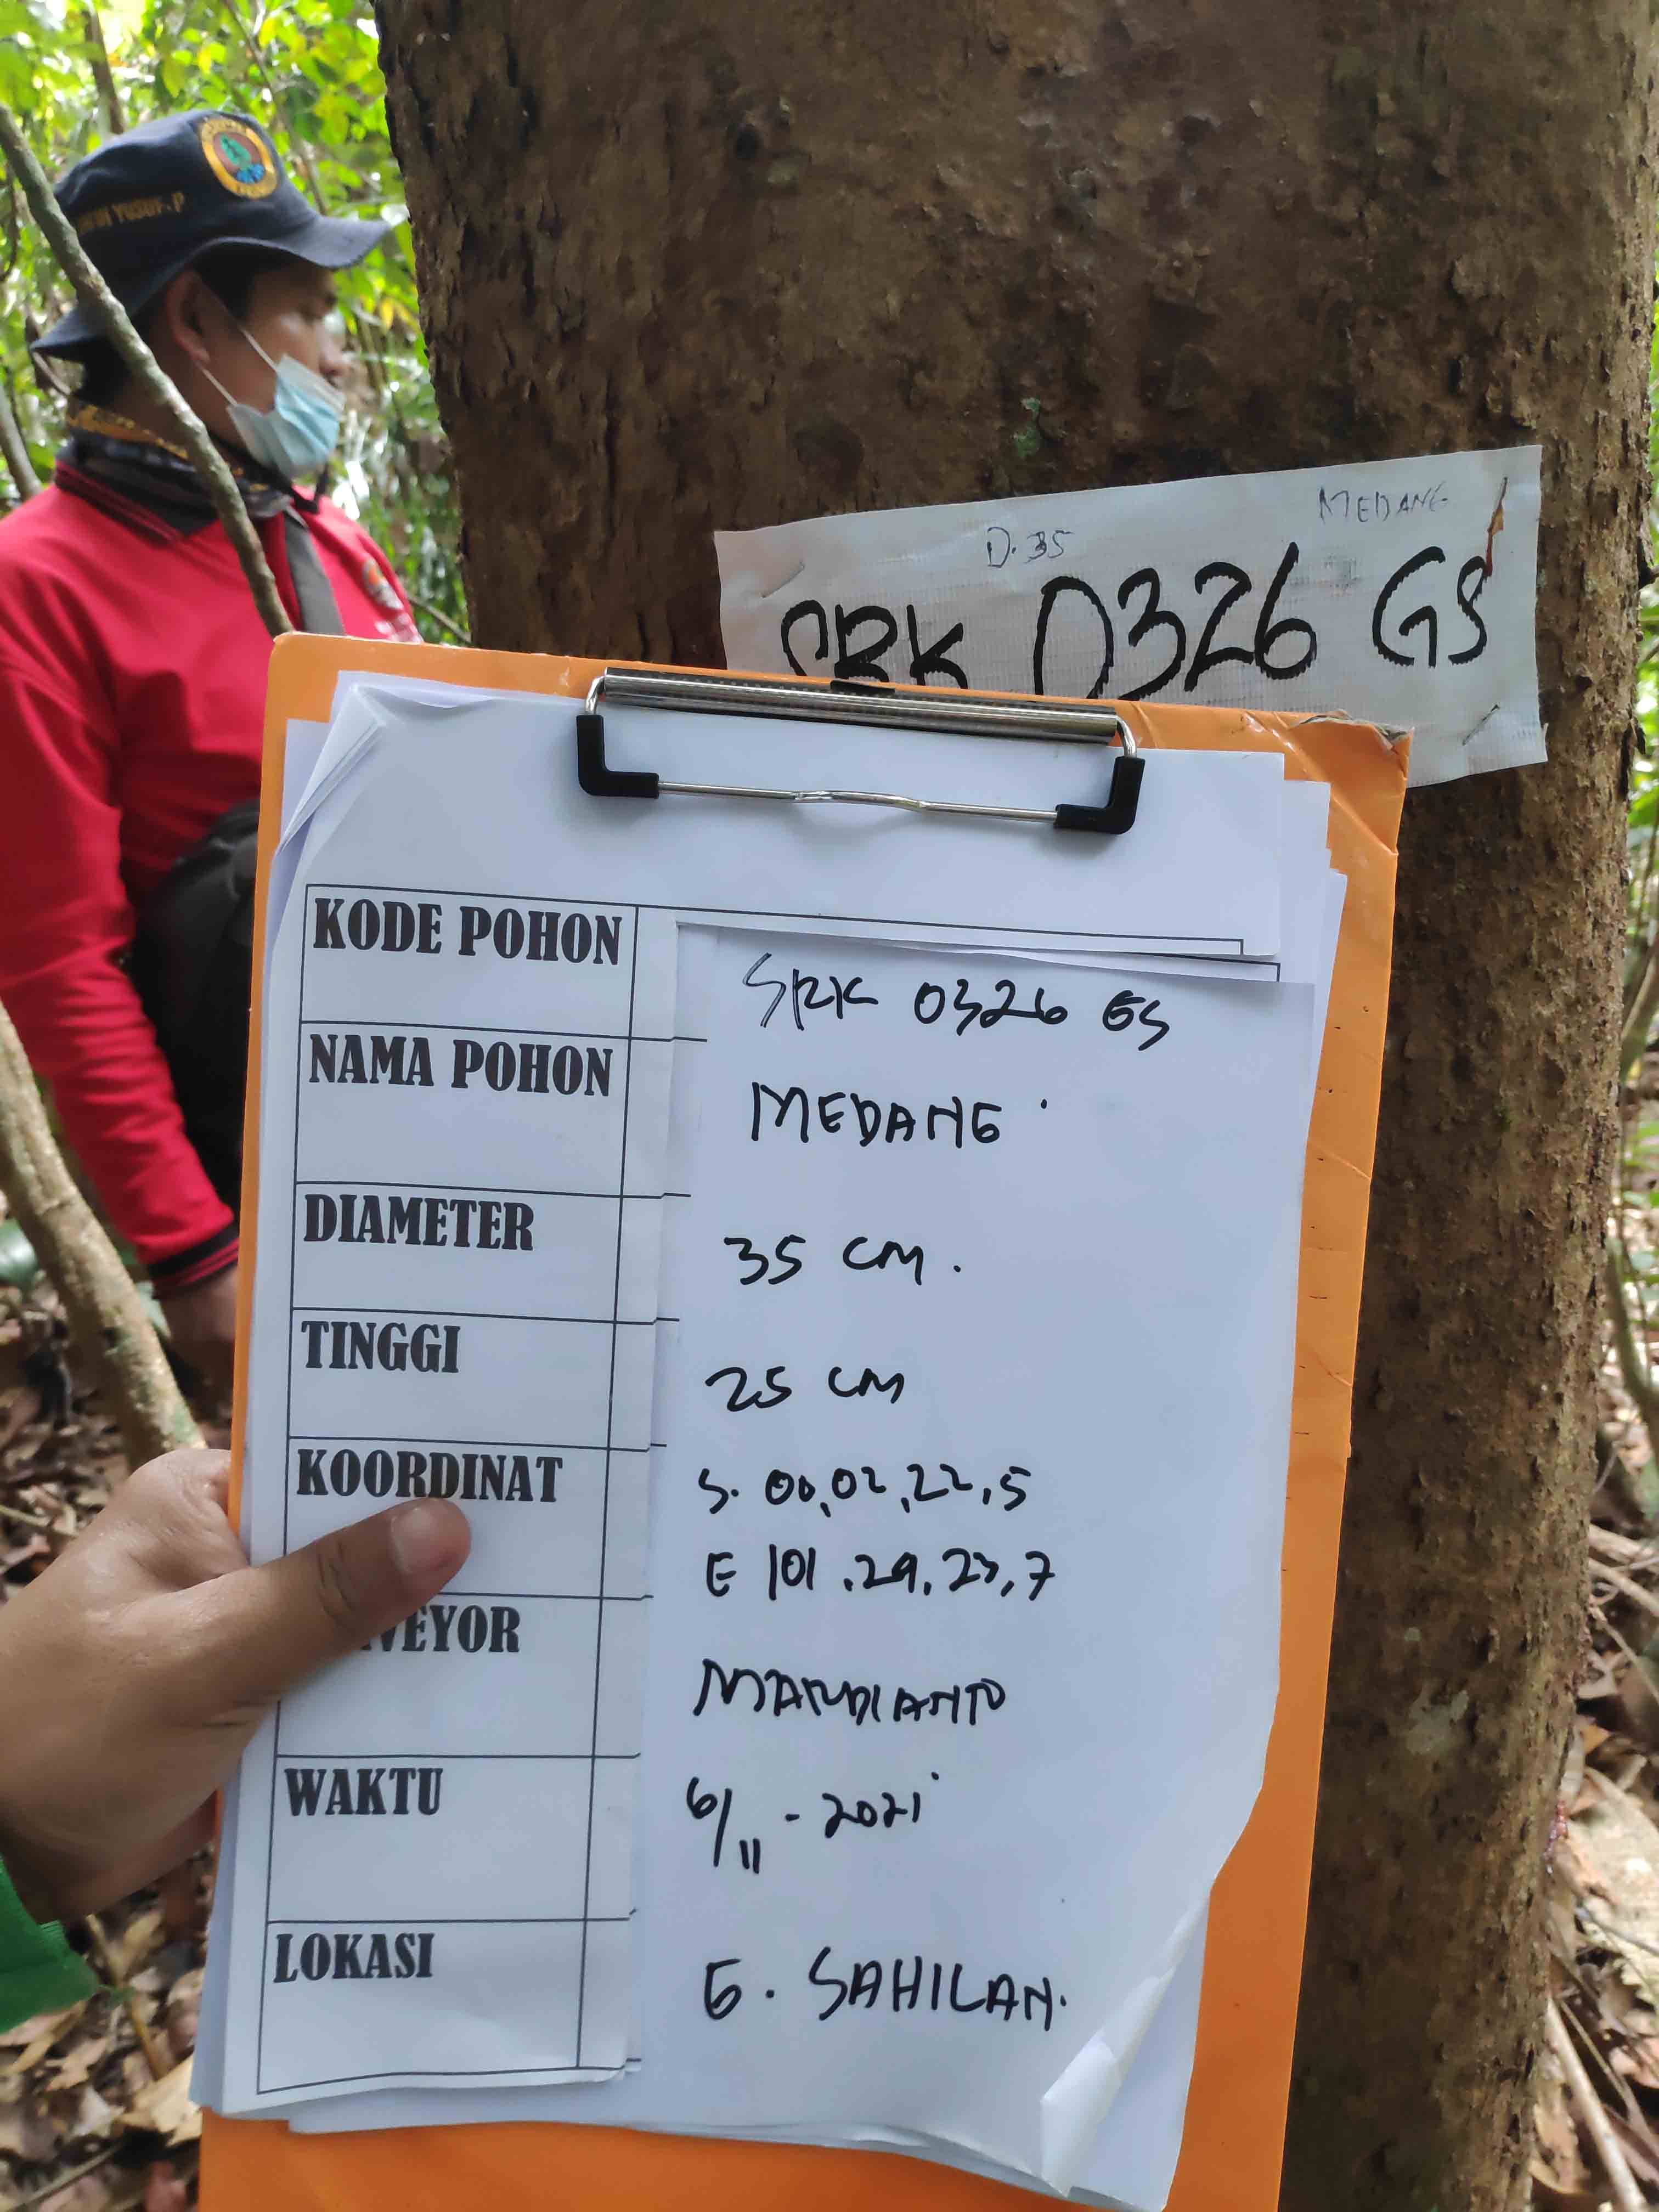 YUSUF.P
MEDANG
D.35
SRK 0326 GS
KODE POHON
SRK 0326 GS
NAMA POHON
MEDANG
DIAMETER
35 CM.
TINGGI
25 CM
KOORDINAT
S. 00,02,22,5
E 101.29.23,7
VEYOR
MARDIANTO
WAKTU
6/11-2021
LOKASI
G. SAHILAN.